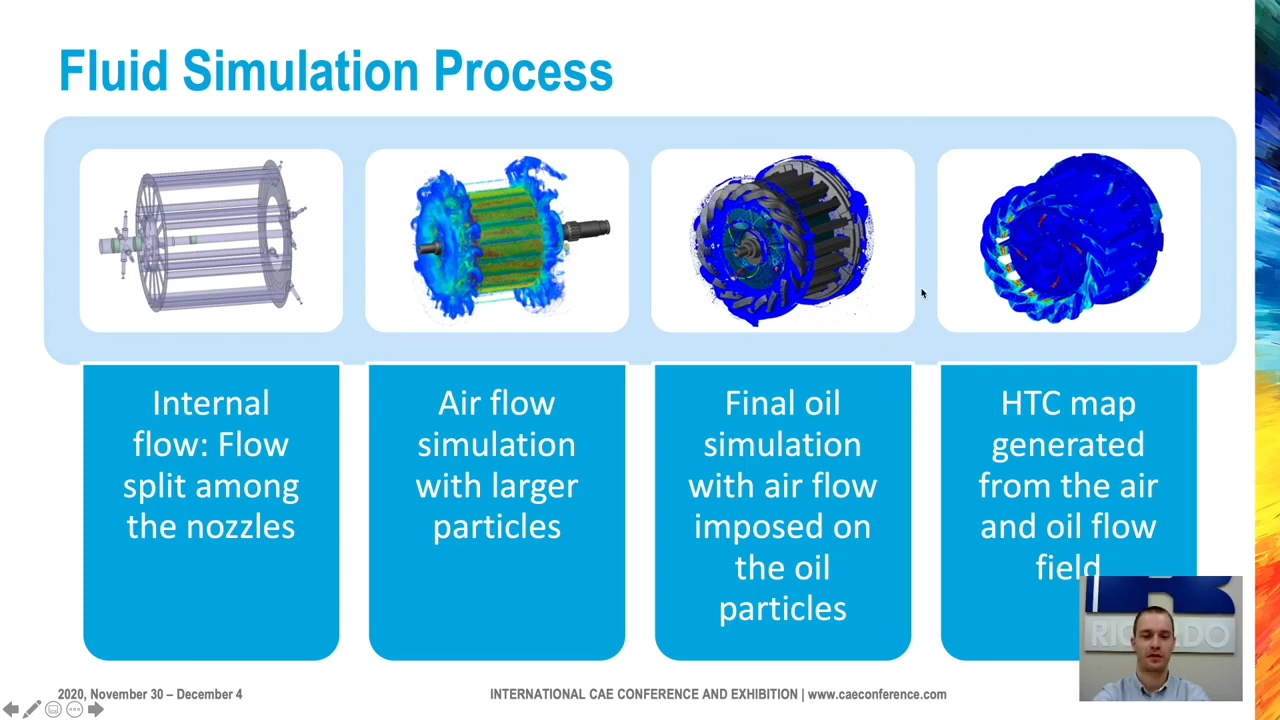 Fluid Simulation Process
Internal
flow: Flow
split among
the nozzles
Air flow
simulation
with larger
particles
Final oil
simulation
with air flow
imposed on
the oil
particles
HTC map
generated
from the air
and oil flow
field
RICARDO
2020, November 30 – December 4
INTERNATIONAL CAE CONFERENCE AND EXHIBITION | www.caeconference.com